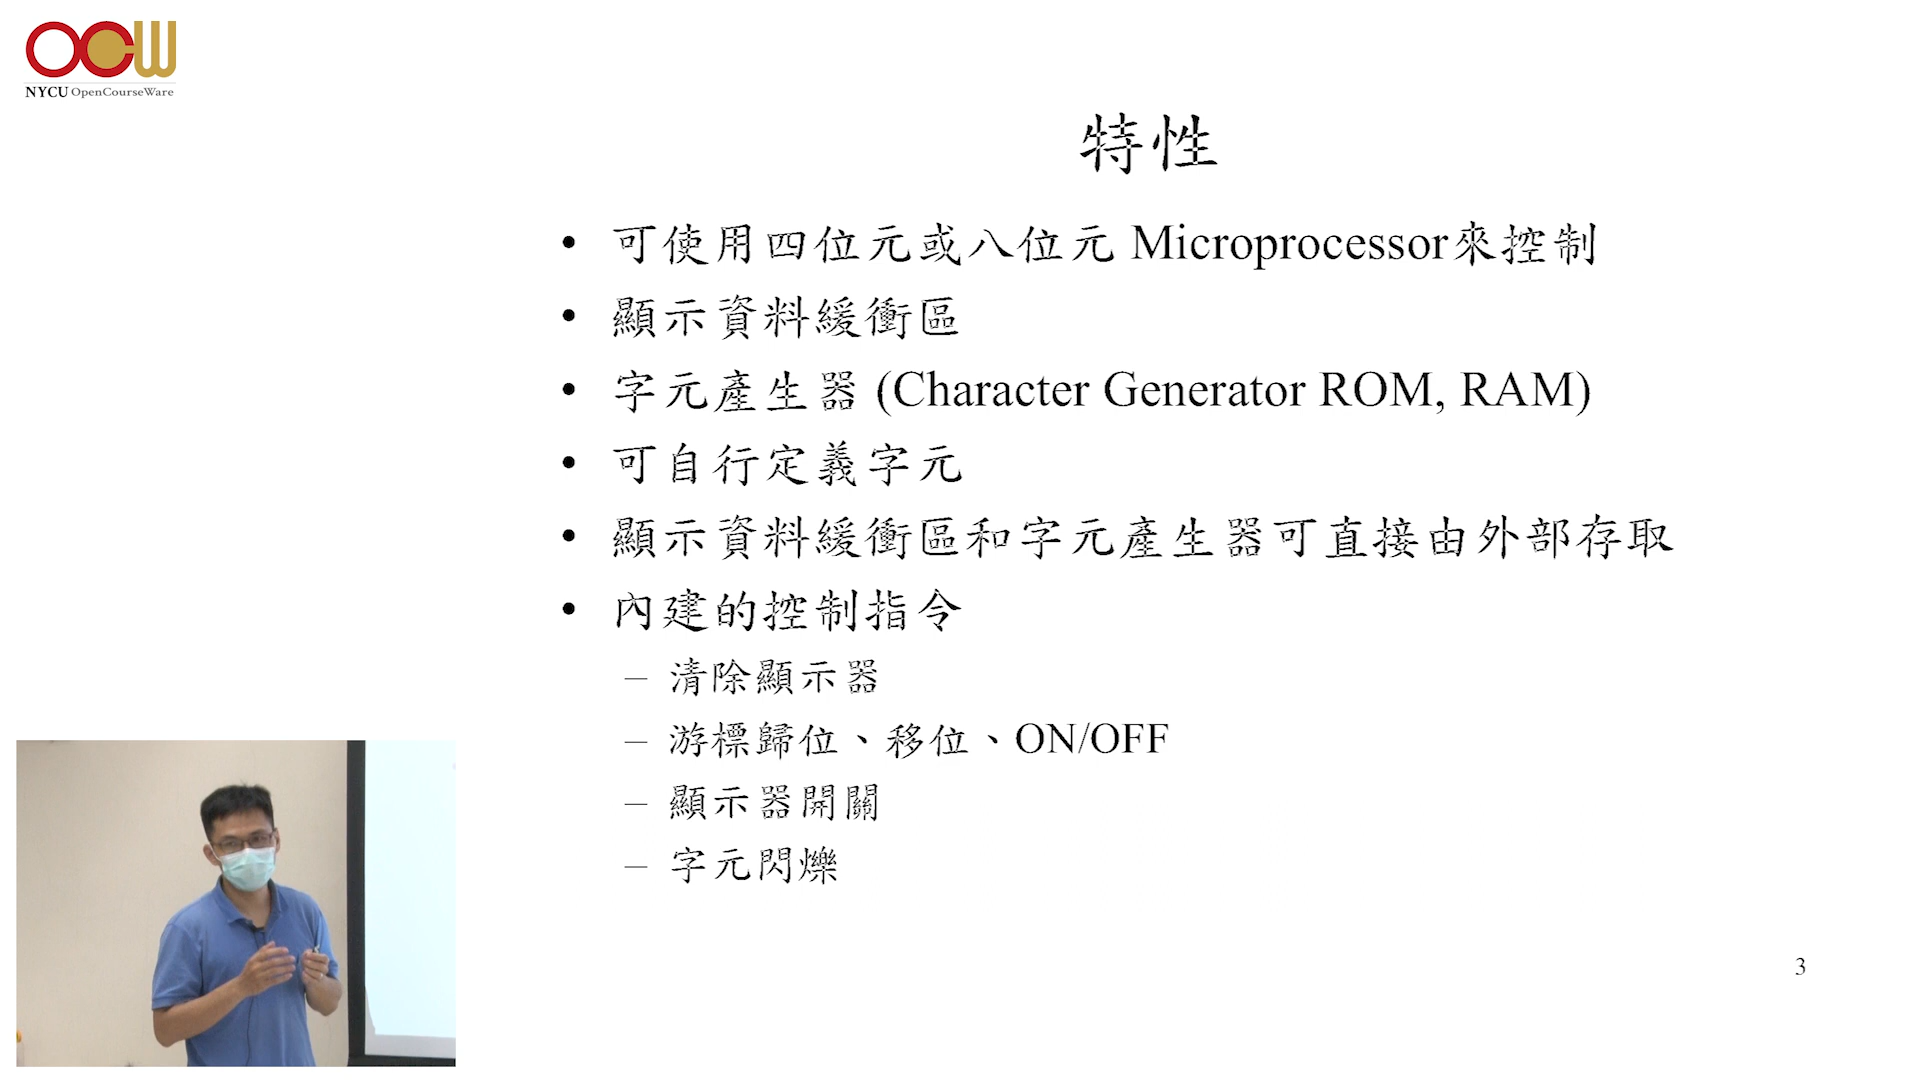 OCW
NYCU OpenCourseWare
特性
• 可使用四位元或八位元 Microprocessor來控制
• 顯示資料緩衝區
• 字元產生器 (Character Generator ROM, RAM)
• 可自行定義字元
• 顯示資料緩衝區和字元產生器可直接由外部存取
• 內建的控制指令
– 清除顯示器
– 游標歸位、移位、ON/OFF
– 顯示器開關
– 字元閃爍
3